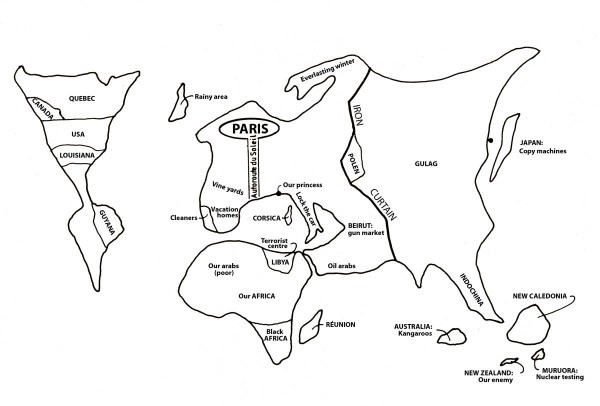 QUEBEC
CANADA
USA
LOUISIANA
GUYANA
Rainy area
Everlasting winter
PARIS
Autoroute du Soleil
Vine yards
Our princess
Cleaners
Vacation
homes
CORSICA
Lock the car
BEIRUT:
gun market
Terrorist
centre
LIBYA
Oil arabs
Our arabs
(poor)
Our AFRICA
Black
AFRICA
RÉUNION
IRON
CURTAIN
POLEN
GULAG
JAPAN:
Copy machines
INDOCHINA
NEW CALEDONIA
AUSTRALIA:
Kangaroos
NEW ZEALAND:
Our enemy
MURUROA:
Nuclear testing